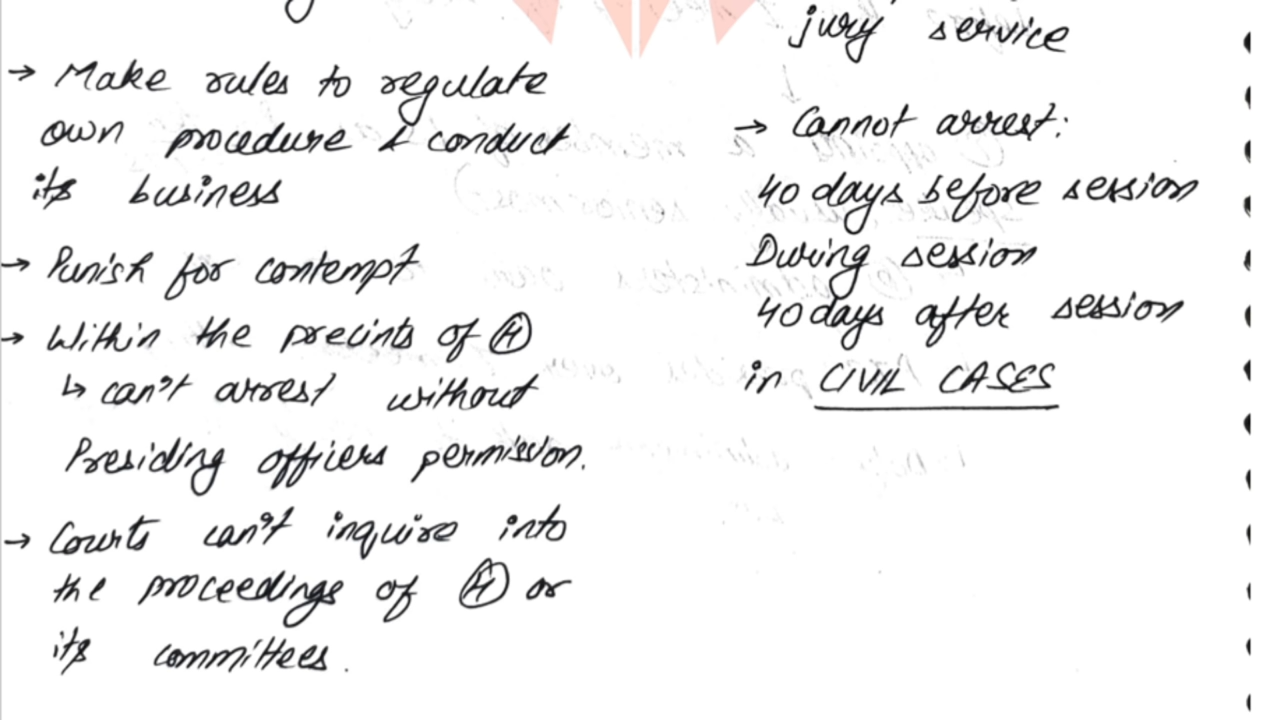 → Make rules to regulate
own procedure & conduct
its business
→ Punish for contempt
→ Within the precints of Ⓗ
↳ can't arrest without
Presiding officers permission.
→ Courts can't inquire into
the proceedings of Ⓗ or
its committees.
jury service
→ Cannot arrest:
40 days before session
During session
40 days after session
in CIVIL CASES